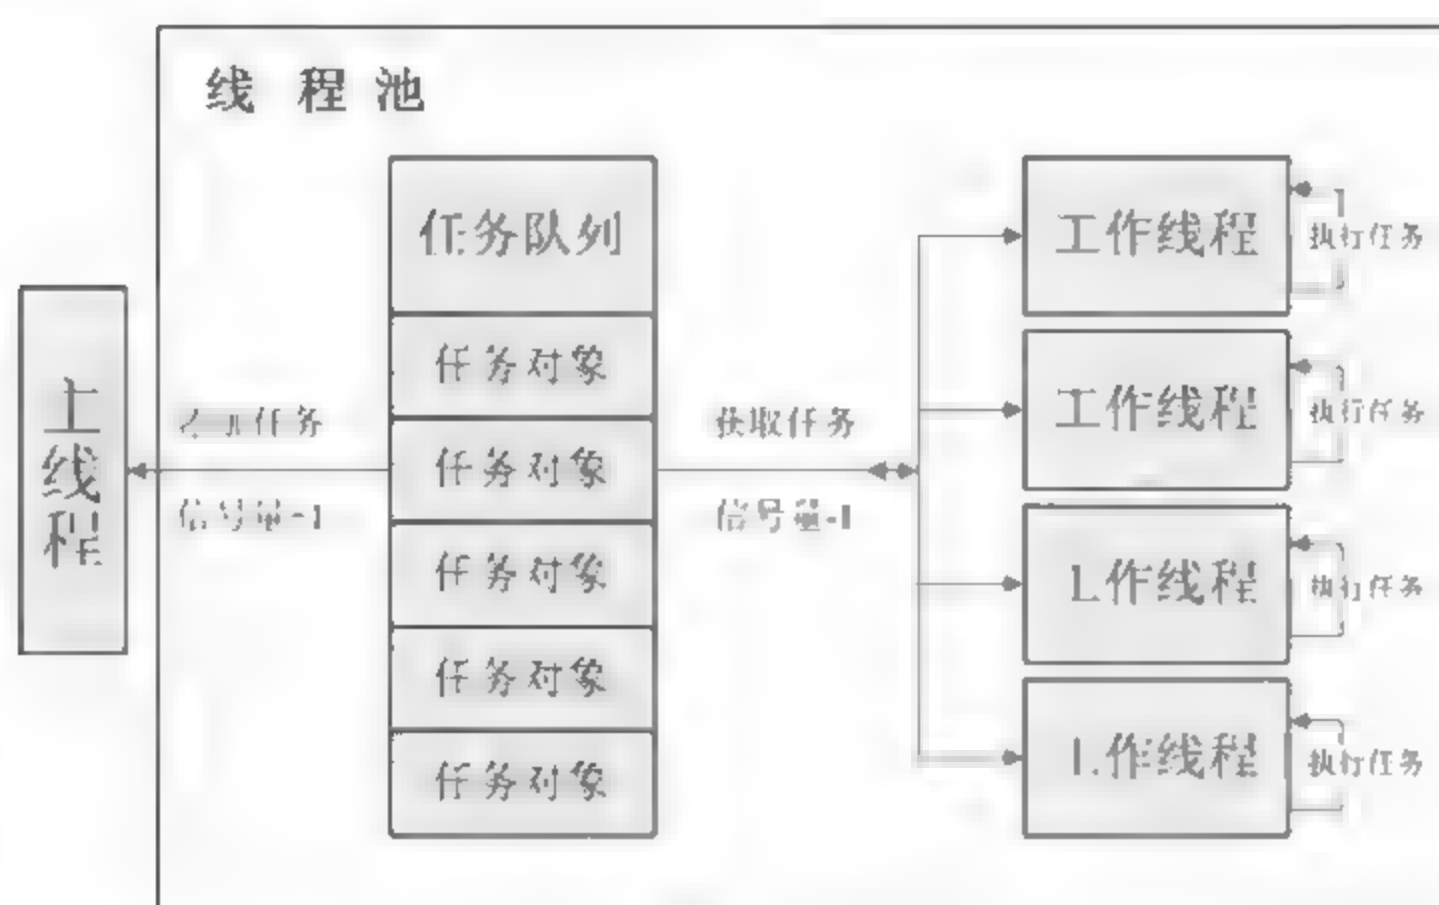 线程池
任务队列
任务对象
任务对象
任务对象
任务对象
任务对象
主线程
任务
信号量
获取任务
信号量-1
工作线程
执行任务
工作线程
执行任务
工作线程
执行任务
工作线程
执行任务